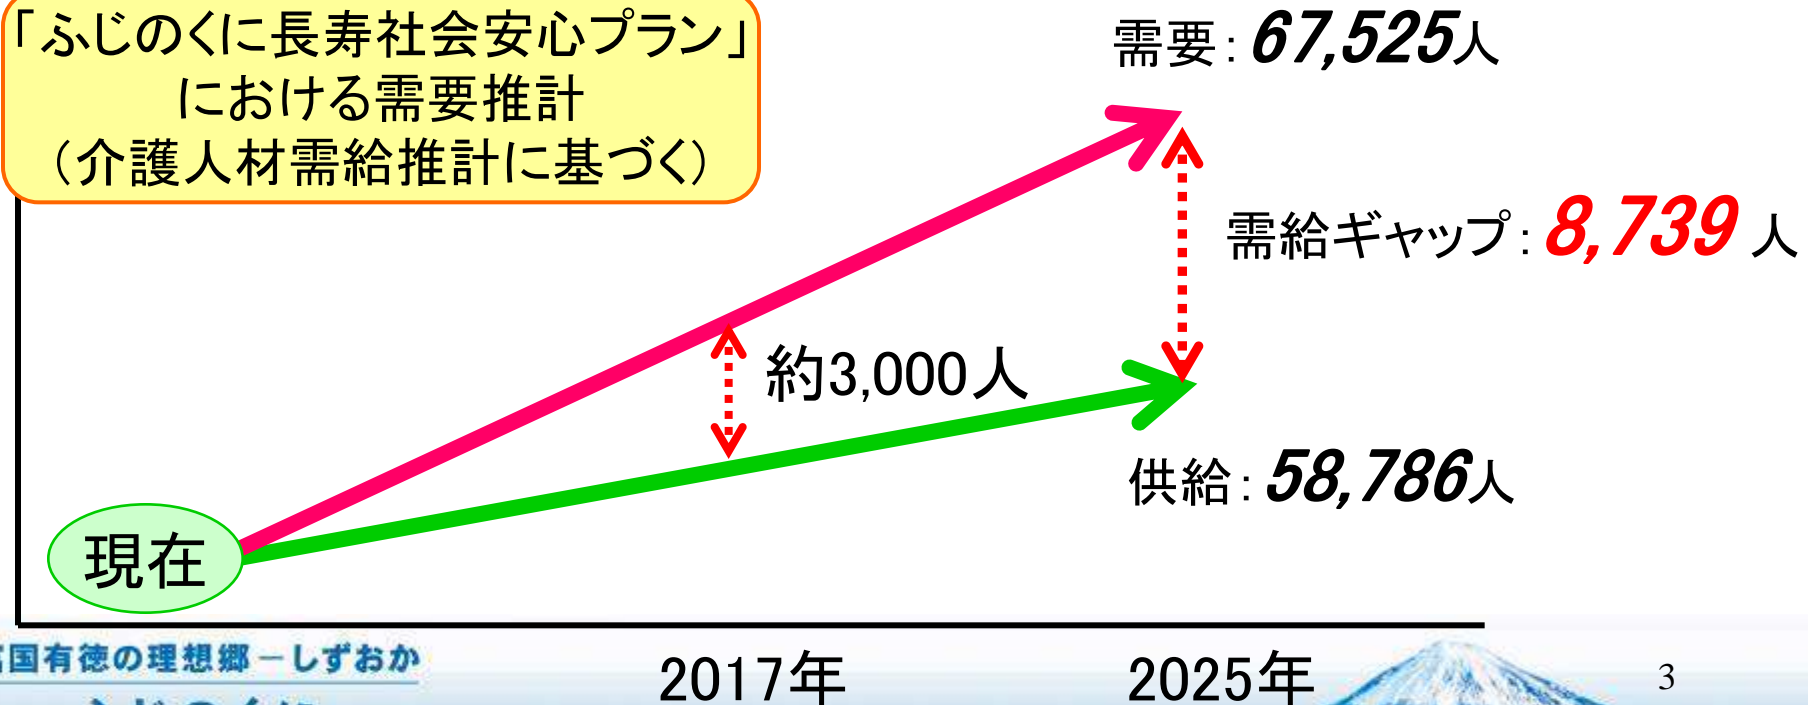 「ふじのくに長寿社会安心プラン」
における需要推計
（介護人材需給推計に基づく）
需要：67,525人
需給ギャップ：8,739 人
約3,000人
供給：58,786人
現在
2017年
2025年
国有徳の理想郷－しずおか
3